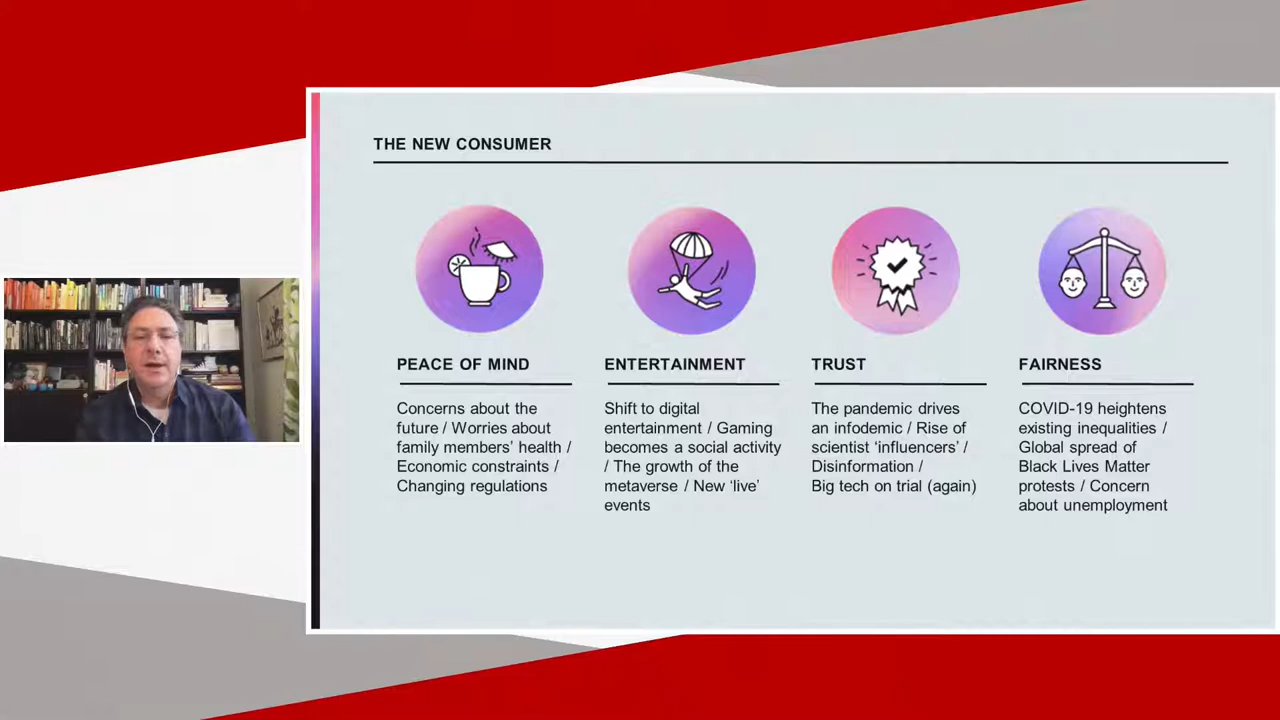 THE NEW CONSUMER
PEACE OF MIND
Concerns about the
future / Worries about
family members’ health /
Economic constraints /
Changing regulations
ENTERTAINMENT
Shift to digital
entertainment / Gaming
becomes a social activity
/ The growth of the
metaverse / New ‘live’
events
TRUST
The pandemic drives
an infodemic / Rise of
scientist ‘influencers’ /
Disinformation /
Big tech on trial (again)
FAIRNESS
COVID-19 heightens
existing inequalities /
Global spread of
Black Lives Matter
protests / Concern
about unemployment